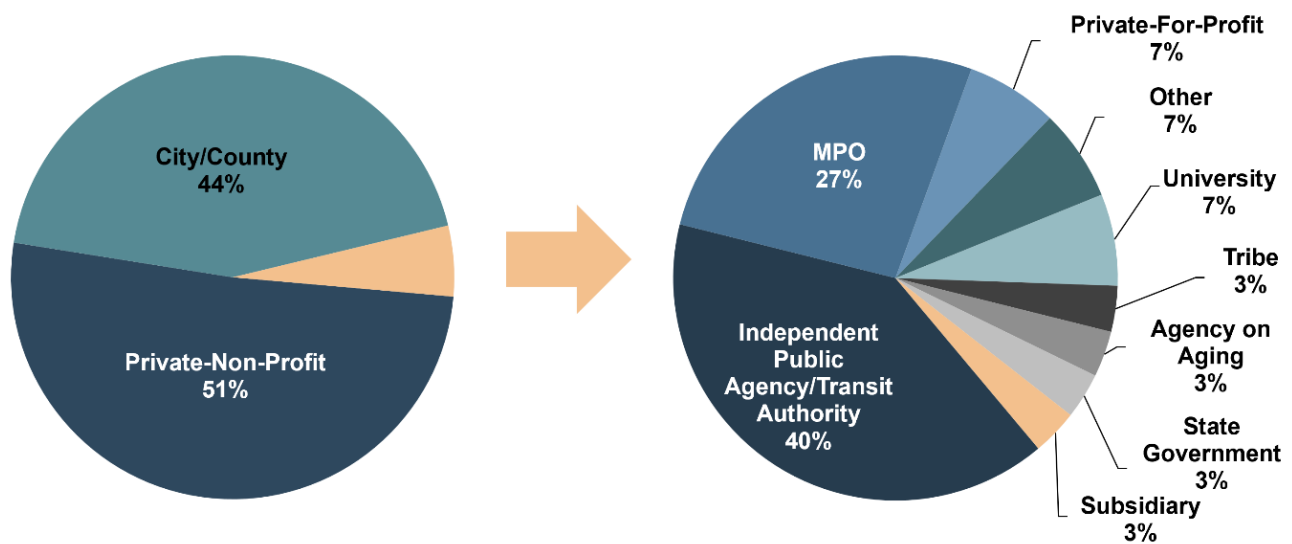 City/County
44%
Private-Non-Profit
51%
Private-For-Profit
7%
Other
7%
University
7%
Tribe
3%
Agency on
Aging
3%
State
Government
3%
Subsidiary
3%
Independent
Public
Agency/Transit
Authority
40%
MPO
27%